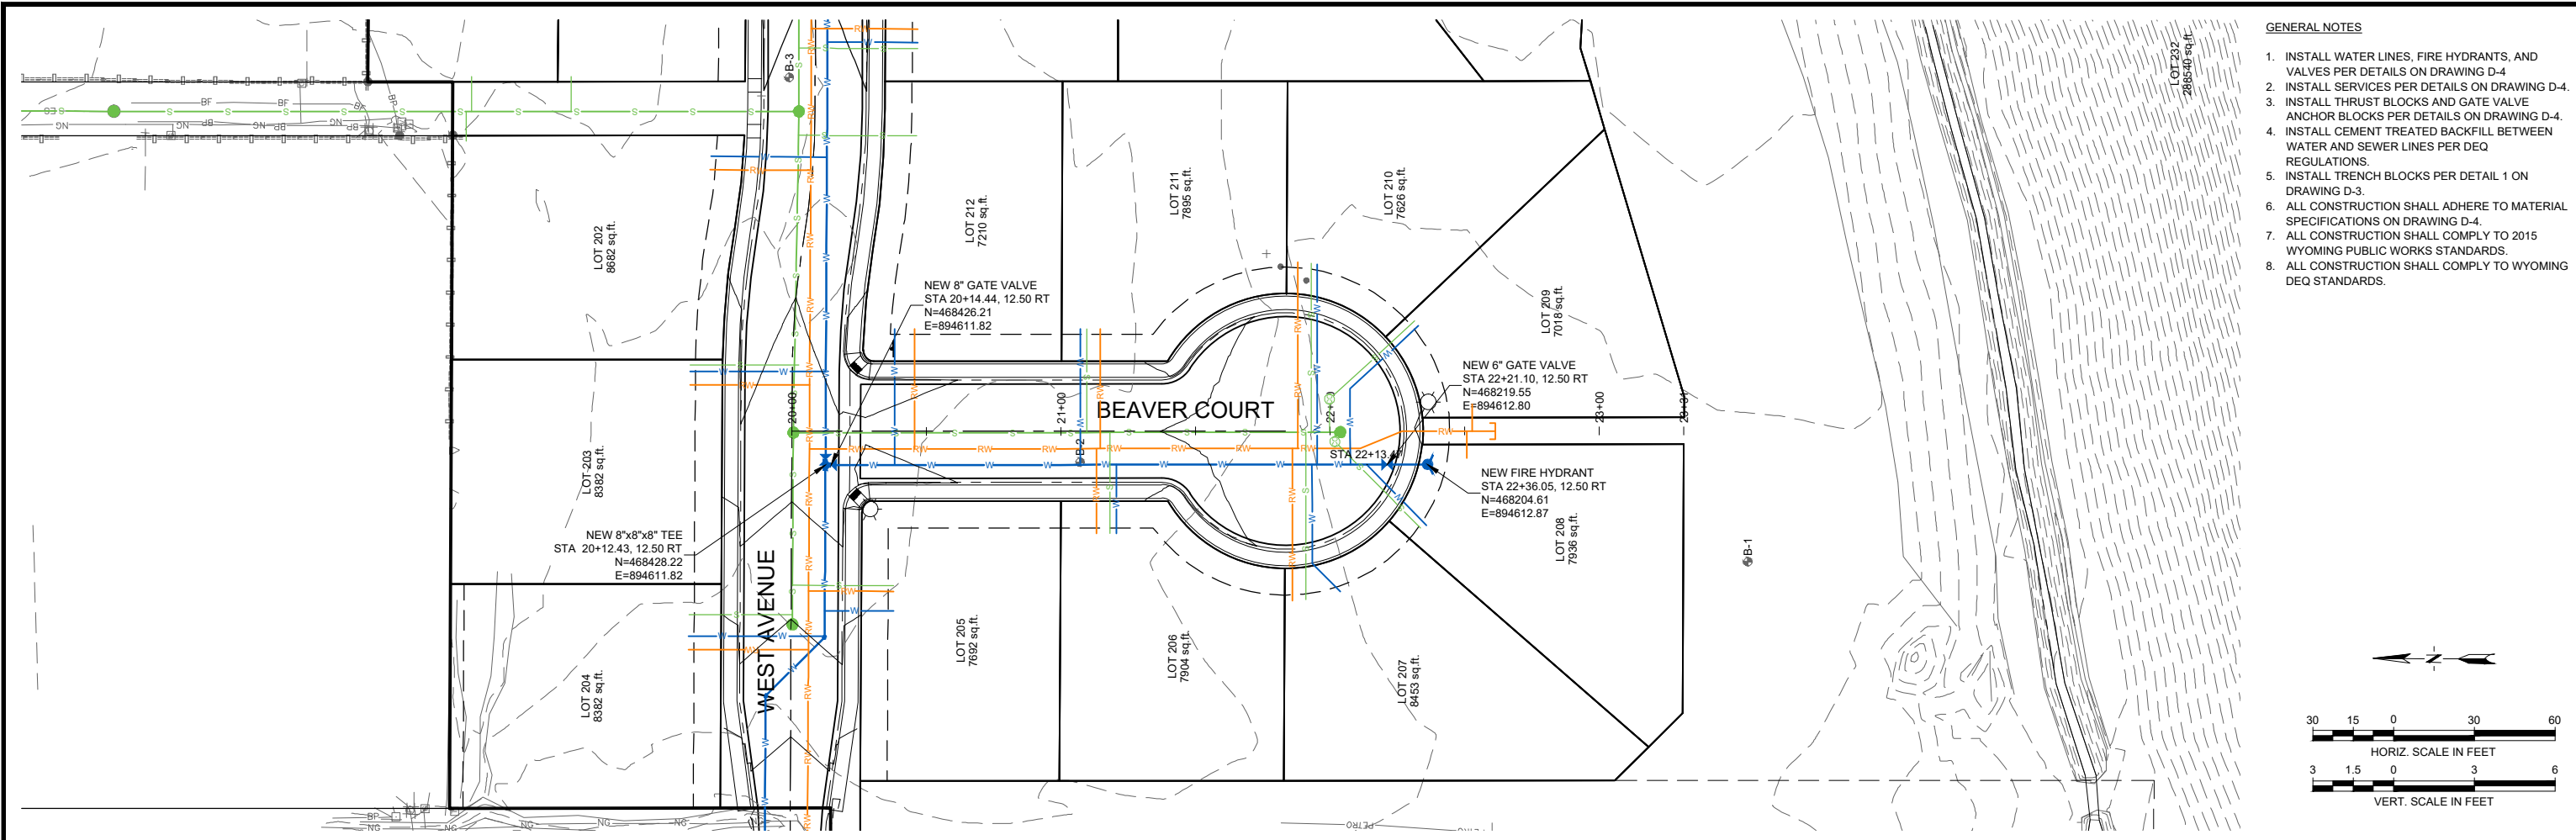 GENERAL NOTES
1. INSTALL WATER LINES, FIRE HYDRANTS, AND
VALVES PER DETAILS ON DRAWING D-4
2. INSTALL SERVICES PER DETAILS ON DRAWING D-4.
3. INSTALL THRUST BLOCKS AND GATE VALVE
ANCHOR BLOCKS PER DETAILS ON DRAWING D-4.
4. INSTALL CEMENT TREATED BACKFILL BETWEEN
WATER AND SEWER LINES PER DEQ
REGULATIONS.
5. INSTALL TRENCH BLOCKS PER DETAIL 1 ON
DRAWING D-3.
6. ALL CONSTRUCTION SHALL ADHERE TO MATERIAL
SPECIFICATIONS ON DRAWING D-4.
7. ALL CONSTRUCTION SHALL COMPLY TO 2015
WYOMING PUBLIC WORKS STANDARDS.
8. ALL CONSTRUCTION SHALL COMPLY TO WYOMING
DEQ STANDARDS.
LOT 232
288540 sq.ft.
B-3
LOT 202
8682 sq.ft.
LOT 212
7210 sq.ft.
LOT 211
7895 sq.ft.
LOT 210
7626 sq.ft.
LOT 209
7018 sq.ft.
NEW 8" GATE VALVE
STA 20+14.44, 12.50 RT
N=468426.21
E=894611.82
NEW 6" GATE VALVE
STA 22+21.10, 12.50 RT
N=468219.55
E=894612.80
20+00
21+00
BEAVER COURT
23+00
B-2
LOT 203
8382 sq.ft.
NEW FIRE HYDRANT
STA 22+36.05, 12.50 RT
N=468204.61
E=894612.87
NEW 8"x8"x8" TEE
STA 20+12.43, 12.50 RT
N=468428.22
E=894611.82
LOT 208
7936 sq.ft.
B-1
WEST AVENUE
LOT 204
8382 sq.ft.
LOT 205
7692 sq.ft.
LOT 206
7904 sq.ft.
LOT 207
8453 sq.ft.
N
30 15 0 30 60
HORIZ. SCALE IN FEET
3 1.5 0 3 6
VERT. SCALE IN FEET
PETRO